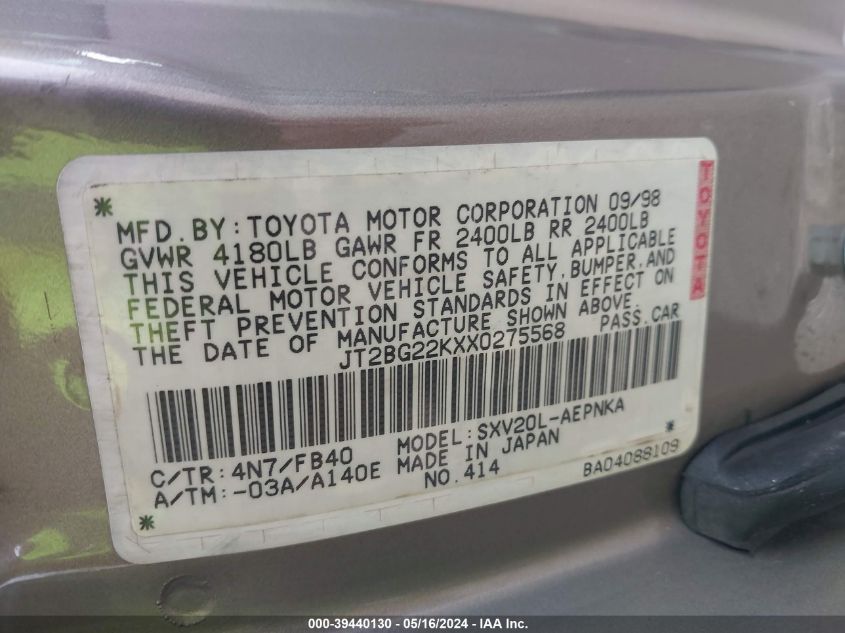 MFD.BY:TOYOTA MOTOR CORPORATION 09/98
GVWR 4180LB GAWR FR 2400LB RR 2400LB
THIS VEHICLE CONFORMS TO ALL APPLICABLE
FEDERAL MOTOR VEHICLE SAFETY,BUMPER,AND
THEFT PREVENTION STANDARDS IN EFFECT ON
THE DATE OF MANUFACTURE SHOWN ABOVE.
JT2BG22KXX0275568 PASS.CAR
TOYOTA
C/TR:4N7/FB40 MODEL:SXV20L-AEPNKA
A/TM:-03A/A140E MADE IN JAPAN
NO.414 BA04088109
000-39440130 - 05/16/2024 - IAA Inc.